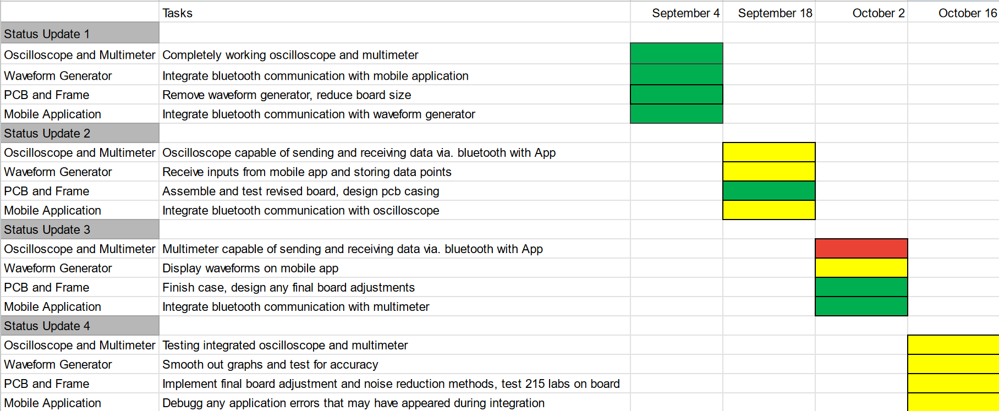 Tasks September 4 September 18 October 2 October 16
Status Update 1
Oscilloscope and Multimeter Completely working oscilloscope and multimeter
Waveform Generator Integrate bluetooth communication with mobile application
PCB and Frame Remove waveform generator, reduce board size
Mobile Application Integrate bluetooth communication with waveform generator
Status Update 2
Oscilloscope and Multimeter Oscilloscope capable of sending and receiving data via. bluetooth with App
Waveform Generator Receive inputs from mobile app and storing data points
PCB and Frame Assemble and test revised board, design pcb casing
Mobile Application Integrate bluetooth communication with oscilloscope
Status Update 3
Oscilloscope and Multimeter Multimeter capable of sending and receiving data via. bluetooth with App
Waveform Generator Display waveforms on mobile app
PCB and Frame Finish case, design any final board adjustments
Mobile Application Integrate bluetooth communication with multimeter
Status Update 4
Oscilloscope and Multimeter Testing integrated oscilloscope and multimeter
Waveform Generator Smooth out graphs and test for accuracy
PCB and Frame Implement final board adjustment and noise reduction methods, test 215 labs on board
Mobile Application Debugg any application errors that may have appeared during integration